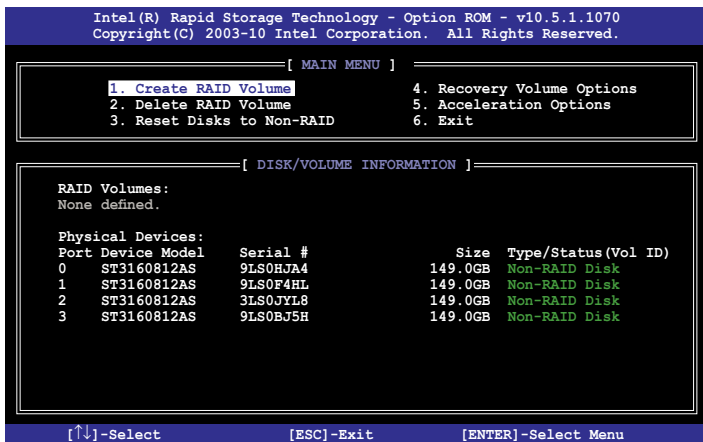 Intel(R) Rapid Storage Technology - Option ROM - v10.5.1.1070
Copyright(C) 2003-10 Intel Corporation.  All Rights Reserved.
[ MAIN MENU ]
1. Create RAID Volume 4. Recovery Volume Options
2. Delete RAID Volume 5. Acceleration Options
3. Reset Disks to Non-RAID 6. Exit
[ DISK/VOLUME INFORMATION ]
RAID Volumes:
None defined.
Physical Devices:
Port Device Model Serial # Size Type/Status(Vol ID)
0 ST3160812AS 9LS0HJA4 149.0GB Non-RAID Disk
1 ST3160812AS 9LS0F4HL 149.0GB Non-RAID Disk
2 ST3160812AS 3LS0JYL8 149.0GB Non-RAID Disk
3 ST3160812AS 9LS0BJ5H 149.0GB Non-RAID Disk
[↑↓]-Select [ESC]-Exit [ENTER]-Select Menu